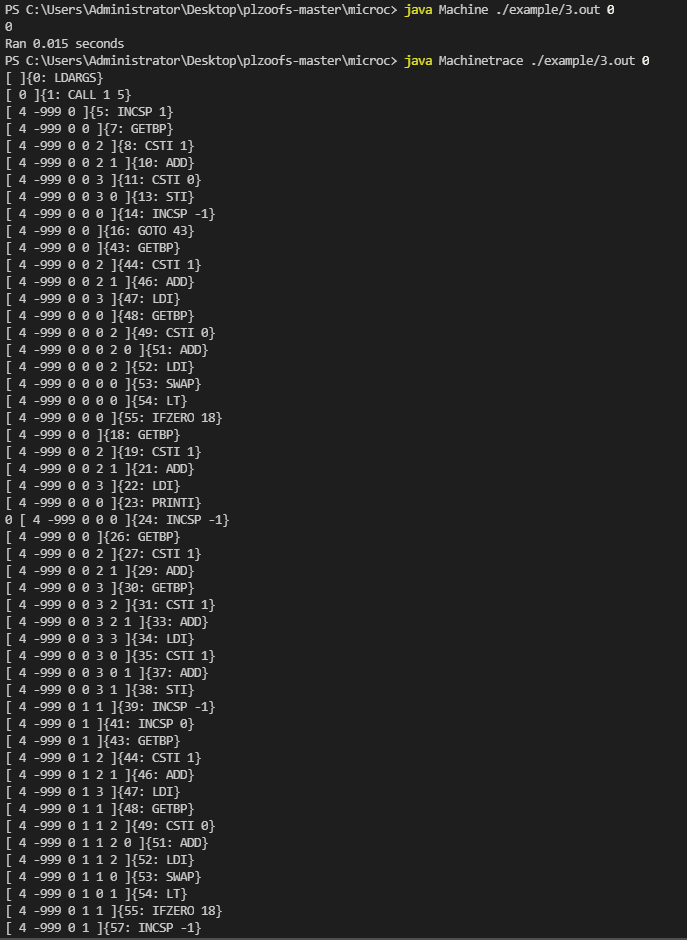 PS C:\Users\Administrator\Desktop\plzoofs-master\microc> java Machine ./example/3.out 0
0
Ran 0.015 seconds
PS C:\Users\Administrator\Desktop\plzoofs-master\microc> java Machinetrace ./example/3.out 0
[ ]{0: LDARGS}
[ 0 ]{1: CALL 1 5}
[ 4 -999 0 ]{5: INCSP 1}
[ 4 -999 0 0 ]{7: GETBP}
[ 4 -999 0 0 2 ]{8: CSTI 1}
[ 4 -999 0 0 2 1 ]{10: ADD}
[ 4 -999 0 0 3 ]{11: CSTI 0}
[ 4 -999 0 0 3 0 ]{13: STI}
[ 4 -999 0 0 0 ]{14: INCSP -1}
[ 4 -999 0 0 ]{16: GOTO 43}
[ 4 -999 0 0 ]{43: GETBP}
[ 4 -999 0 0 2 ]{44: CSTI 1}
[ 4 -999 0 0 2 1 ]{46: ADD}
[ 4 -999 0 0 3 ]{47: LDI}
[ 4 -999 0 0 0 ]{48: GETBP}
[ 4 -999 0 0 0 2 ]{49: CSTI 0}
[ 4 -999 0 0 0 2 0 ]{51: ADD}
[ 4 -999 0 0 0 2 ]{52: LDI}
[ 4 -999 0 0 0 0 ]{53: SWAP}
[ 4 -999 0 0 0 0 ]{54: LT}
[ 4 -999 0 0 0 ]{55: IFZERO 18}
[ 4 -999 0 0 ]{18: GETBP}
[ 4 -999 0 0 2 ]{19: CSTI 1}
[ 4 -999 0 0 2 1 ]{21: ADD}
[ 4 -999 0 0 3 ]{22: LDI}
[ 4 -999 0 0 0 ]{23: PRINTI}
0 [ 4 -999 0 0 0 ]{24: INCSP -1}
[ 4 -999 0 0 ]{26: GETBP}
[ 4 -999 0 0 2 ]{27: CSTI 1}
[ 4 -999 0 0 2 1 ]{29: ADD}
[ 4 -999 0 0 3 ]{30: GETBP}
[ 4 -999 0 0 3 2 ]{31: CSTI 1}
[ 4 -999 0 0 3 2 1 ]{33: ADD}
[ 4 -999 0 0 3 3 ]{34: LDI}
[ 4 -999 0 0 3 0 ]{35: CSTI 1}
[ 4 -999 0 0 3 0 1 ]{37: ADD}
[ 4 -999 0 0 3 1 ]{38: STI}
[ 4 -999 0 1 1 ]{39: INCSP -1}
[ 4 -999 0 1 ]{41: INCSP 0}
[ 4 -999 0 1 ]{43: GETBP}
[ 4 -999 0 1 2 ]{44: CSTI 1}
[ 4 -999 0 1 2 1 ]{46: ADD}
[ 4 -999 0 1 3 ]{47: LDI}
[ 4 -999 0 1 1 ]{48: GETBP}
[ 4 -999 0 1 1 2 ]{49: CSTI 0}
[ 4 -999 0 1 1 2 0 ]{51: ADD}
[ 4 -999 0 1 1 2 ]{52: LDI}
[ 4 -999 0 1 1 0 ]{53: SWAP}
[ 4 -999 0 1 0 1 ]{54: LT}
[ 4 -999 0 1 1 ]{55: IFZERO 18}
[ 4 -999 0 1 ]{57: INCSP -1}